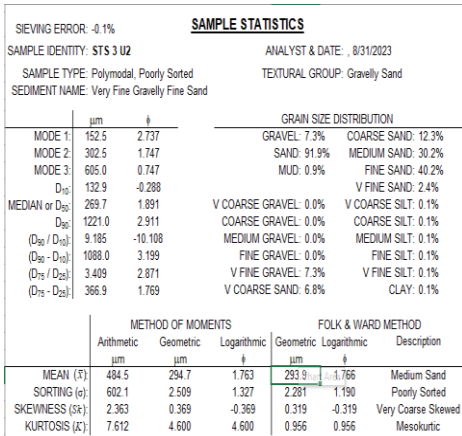 SAMPLE STATISTICS
SIEVING ERROR: -0.1%
SAMPLE IDENTITY: STS 3 U2 ANALYST & DATE: , 8/31/2023
SAMPLE TYPE: Polymodal, Poorly Sorted TEXTURAL GROUP: Gravelly Sand
SEDIMENT NAME: Very Fine Gravelly Fine Sand
μm ϕ GRAIN SIZE DISTRIBUTION
MODE 1: 152.5 2.737 GRAVEL: 7.3% COARSE SAND: 12.3%
MODE 2: 302.5 1.747 SAND: 91.9% MEDIUM SAND: 30.2%
MODE 3: 605.0 0.747 MUD: 0.9% FINE SAND: 40.2%
D10: 132.9 -0.288 V FINE SAND: 2.4%
MEDIAN or D50: 269.7 1.891 V COARSE GRAVEL: 0.0% V COARSE SILT: 0.1%
D90: 1221.0 2.911 COARSE GRAVEL: 0.0% COARSE SILT: 0.1%
(D90 / D10): 9.185 -10.108 MEDIUM GRAVEL: 0.0% MEDIUM SILT: 0.1%
(D90 - D10): 1088.0 3.199 FINE GRAVEL: 0.0% FINE SILT: 0.1%
(D75 / D25): 3.409 2.871 V FINE GRAVEL: 7.3% V FINE SILT: 0.1%
(D75 - D25): 366.9 1.769 V COARSE SAND: 6.8% CLAY: 0.1%
METHOD OF MOMENTS FOLK & WARD METHOD
Arithmetic Geometric Logarithmic Geometric Logarithmic Description
μm μm ϕ μm ϕ
MEAN (x̄): 484.5 294.7 1.763 293.9 1.766 Medium Sand
SORTING (σ): 602.1 2.509 1.327 2.281 1.190 Poorly Sorted
SKEWNESS (Sk): 2.363 0.369 -0.369 0.319 -0.319 Very Coarse Skewed
KURTOSIS (K): 7.612 4.600 4.600 0.956 0.956 Mesokurtic